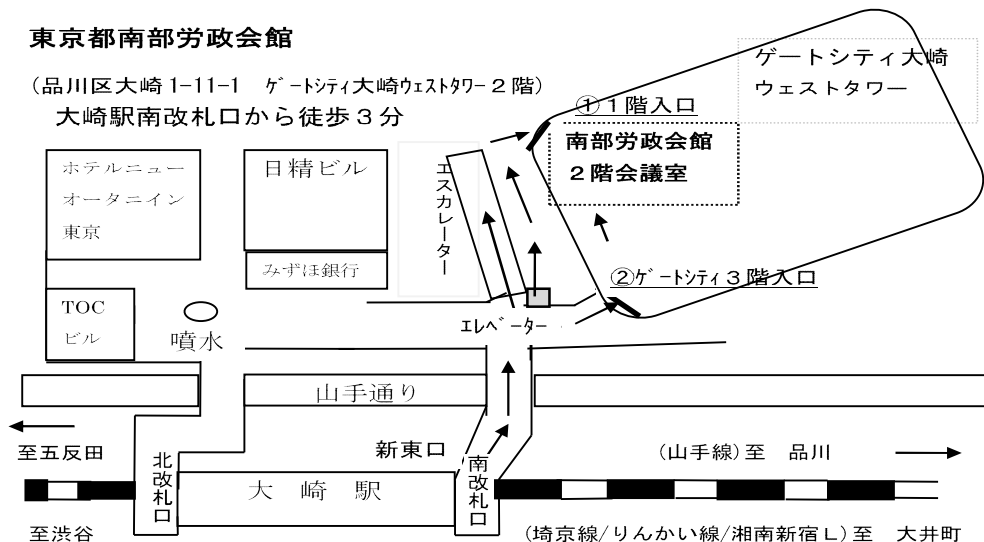 東京都南部労政会館
(品川区大崎1-11-1　ｹﾞｰﾄｼﾃｨ大崎ｳｪｽﾄﾀﾜｰ２階)
大崎駅南改札口から徒歩３分
ゲートシティ大崎
ウェストタワー
①１階入口
南部労政会館
２階会議室
ホテルニュー
オータニイン
東京
日精ビル
みずほ銀行
エスカレーター
②ｹﾞｰﾄｼﾃｨ３階入口
TOC
ビル
噴水
ｴﾚﾍﾞｰﾀｰ
山手通り
至五反田
新東口
(山手線)至　品川
北改札口
大　崎　駅
南改札口
至渋谷
(埼京線/りんかい線/湘南新宿Ｌ)至　大井町